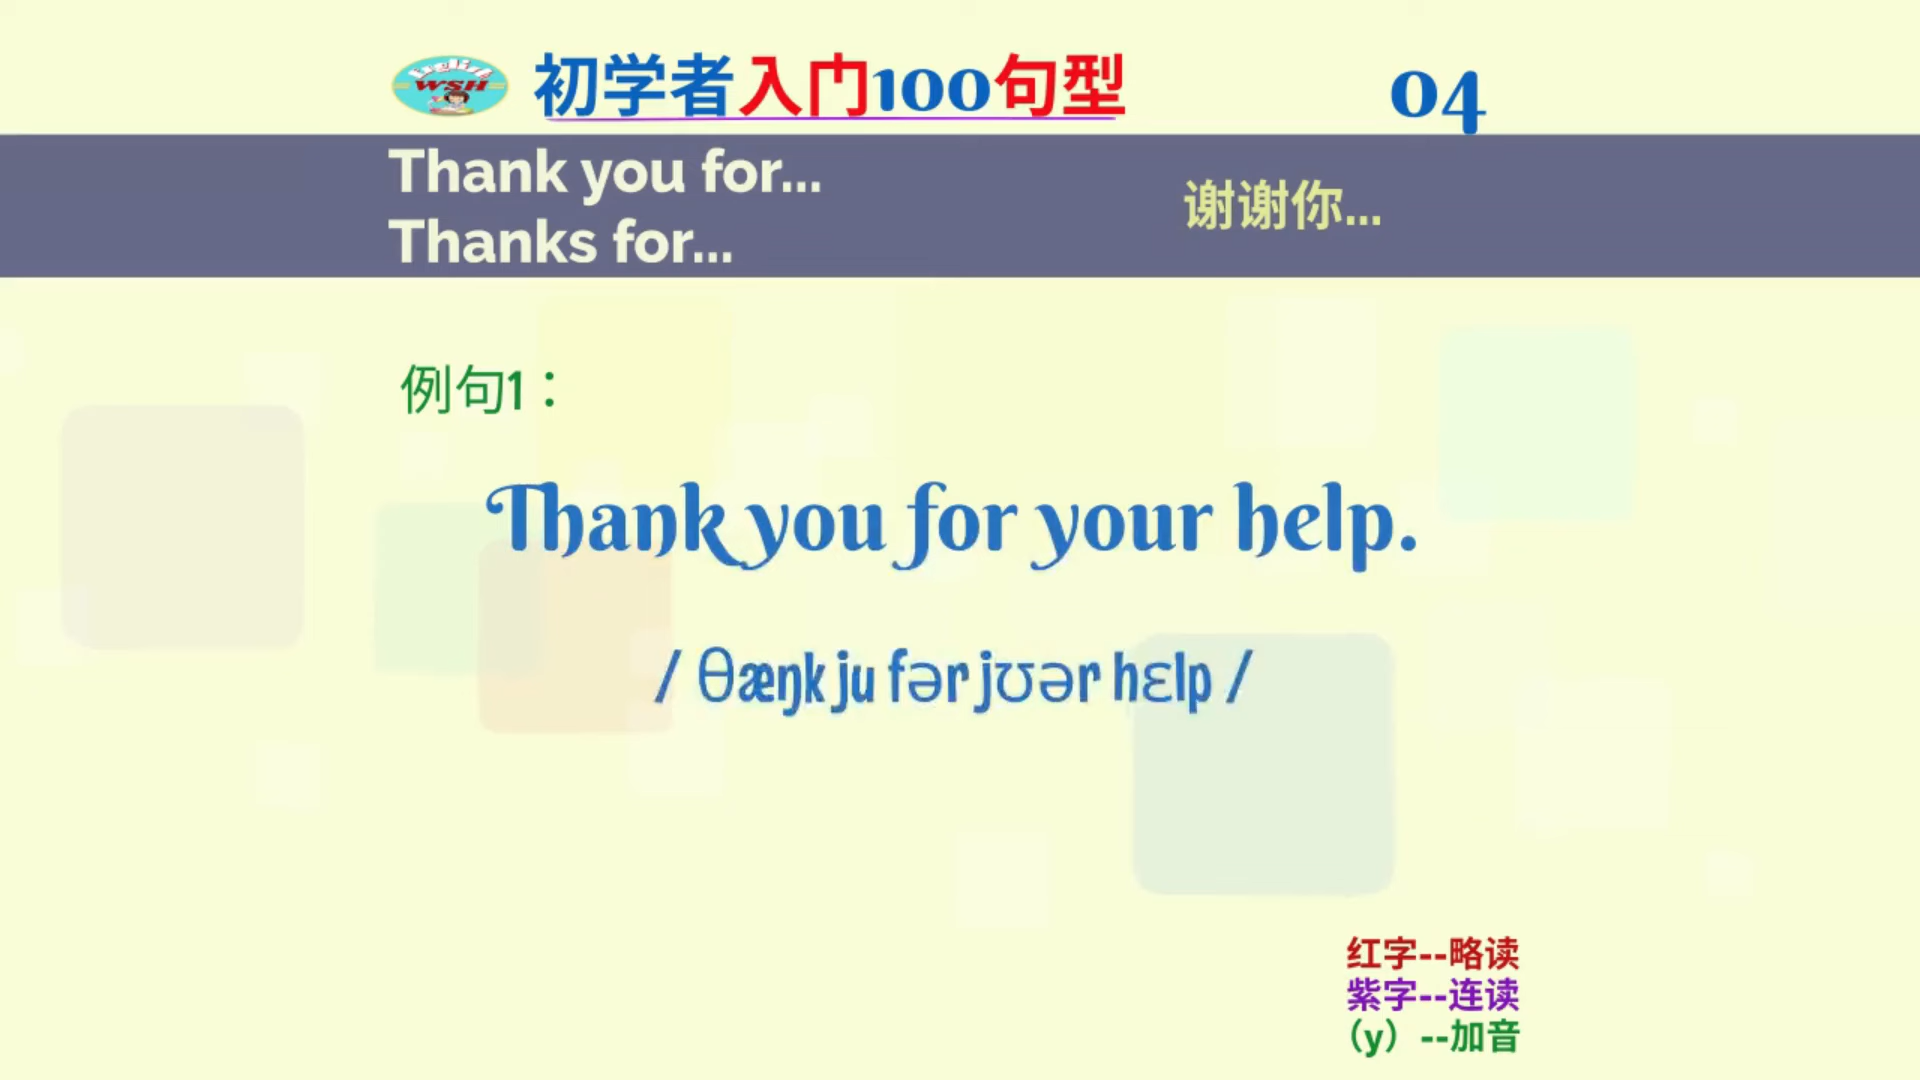 English
WSH
初学者入门100句型
04
Thank you for...
Thanks for...
谢谢你...
例句1：
Thank you for your help.
/ θæŋk ju fər jʊər hɛlp /
红字--略读
紫字--连读
（y）--加音